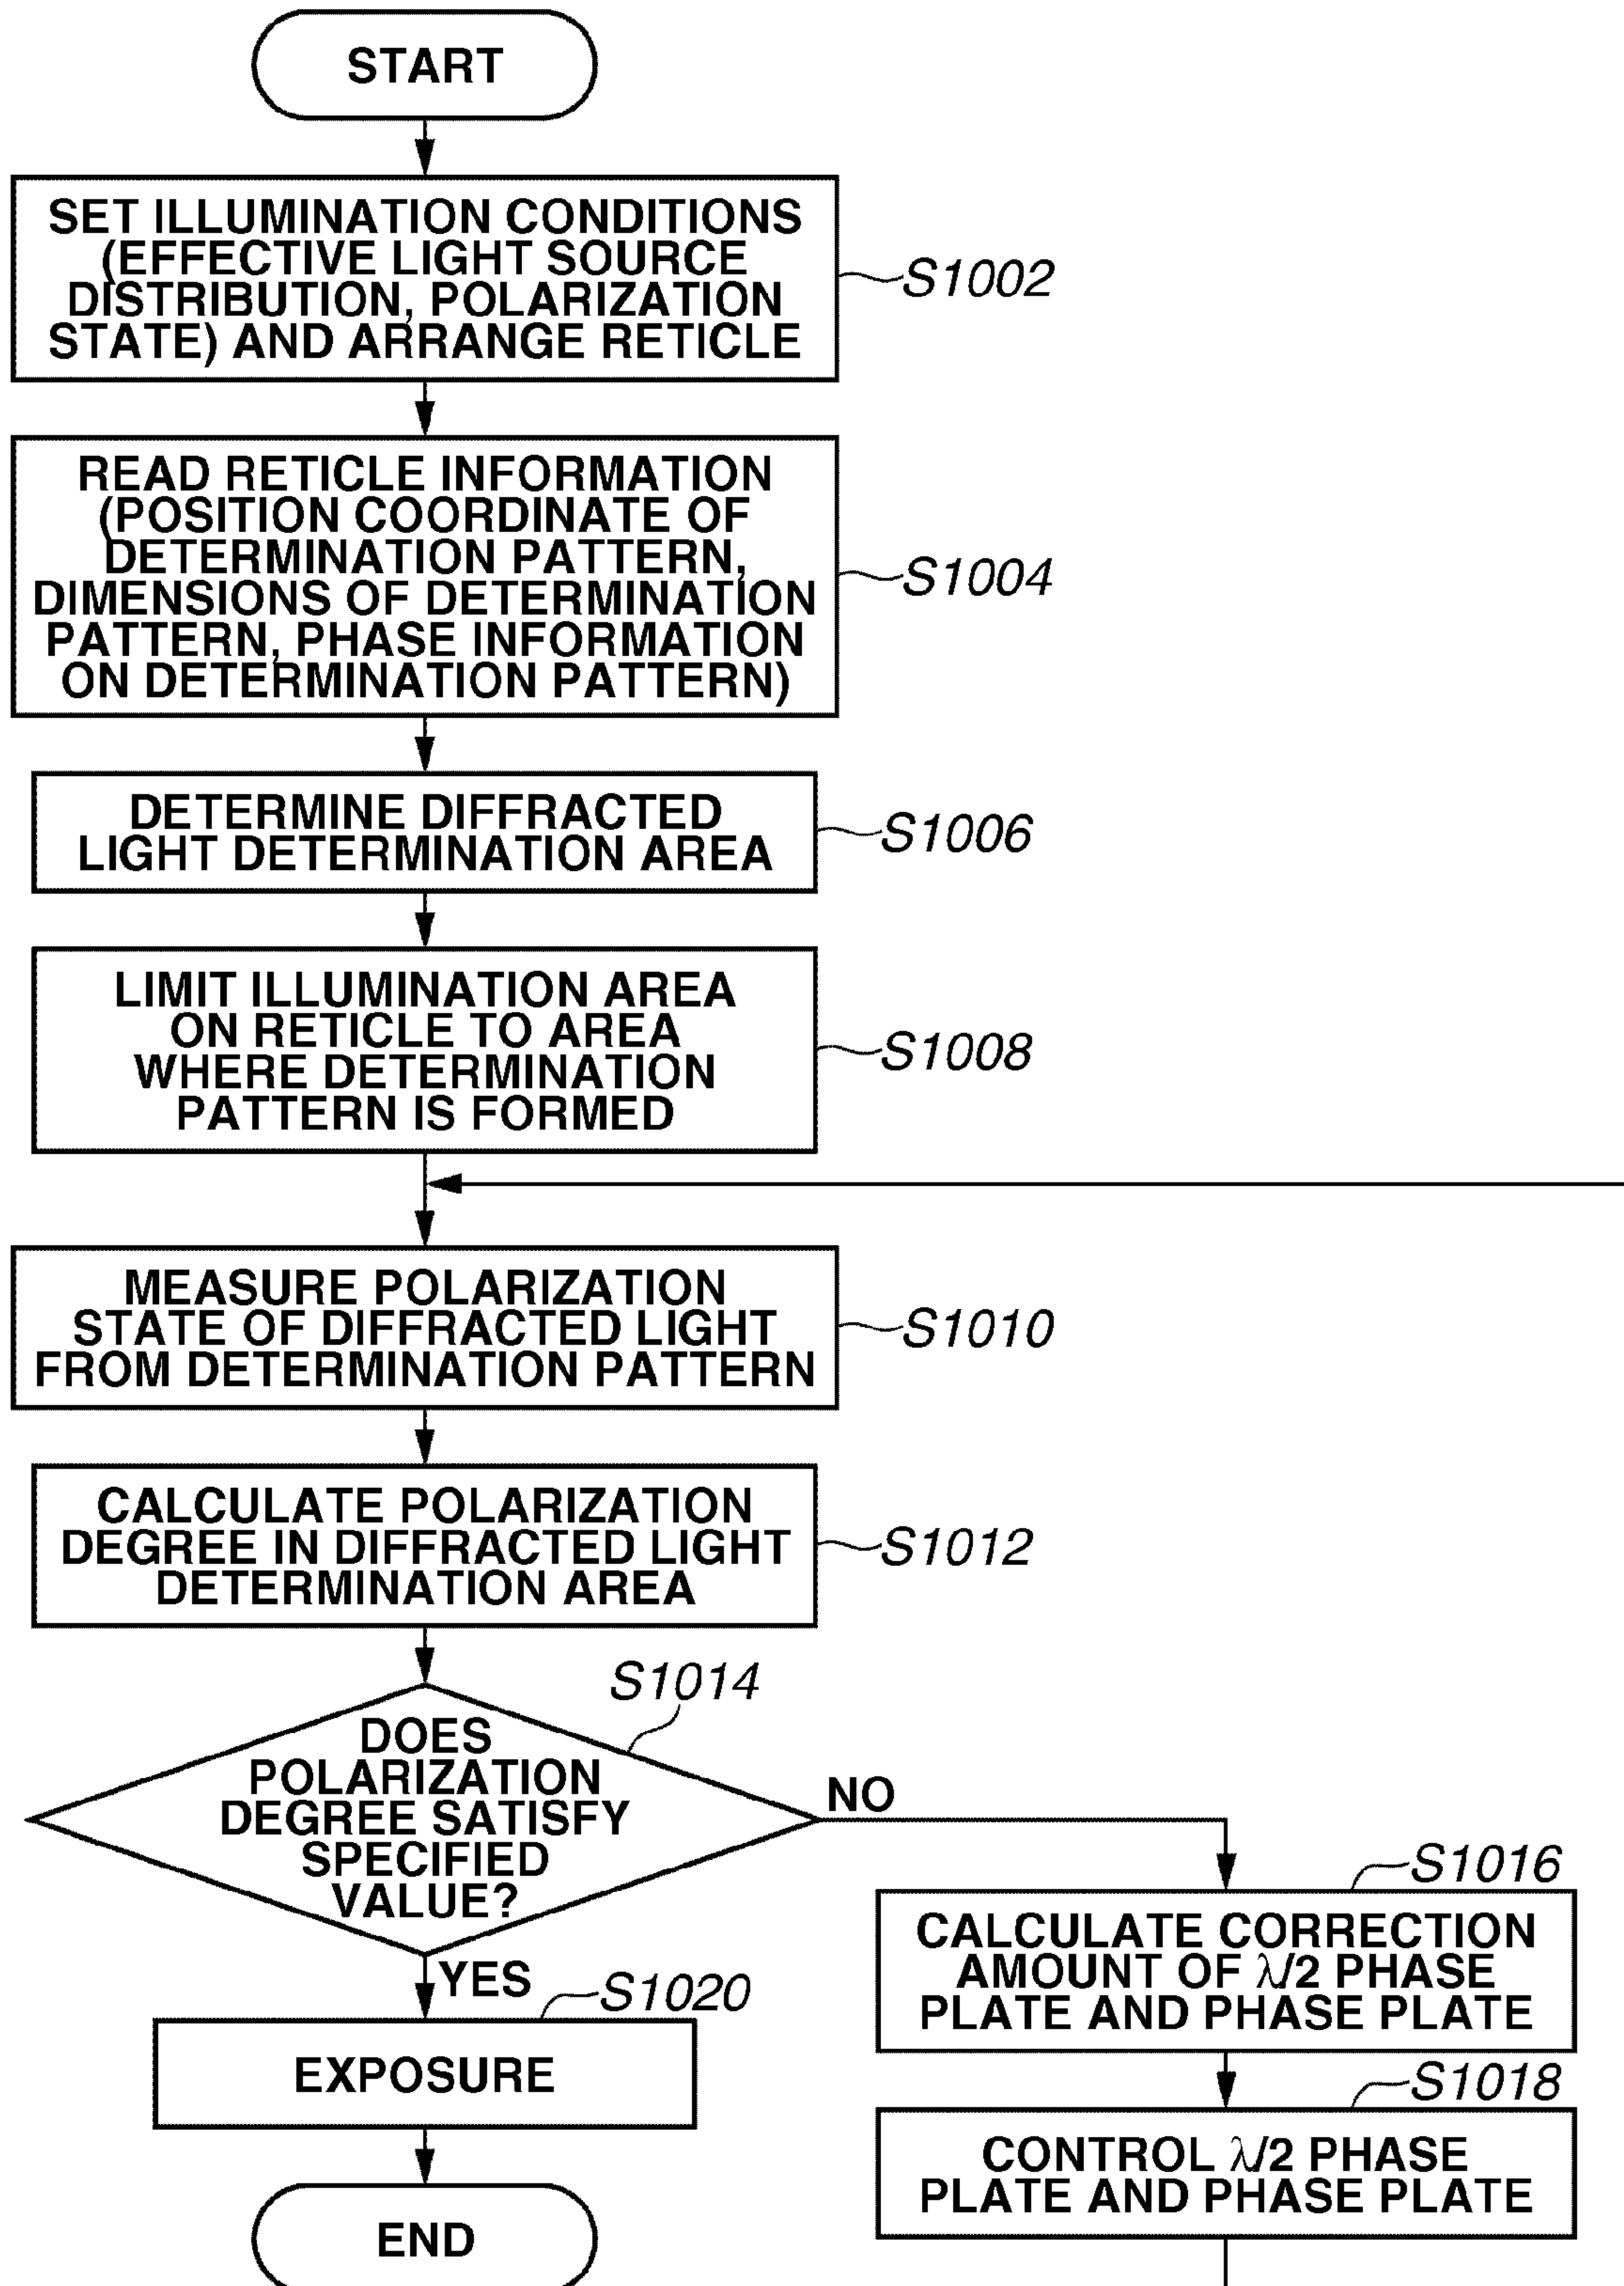 START
SET ILLUMINATION CONDITIONS
(EFFECTIVE LIGHT SOURCE
DISTRIBUTION, POLARIZATION
STATE) AND ARRANGE RETICLE
S1002
READ RETICLE INFORMATION
(POSITION COORDINATE OF
DETERMINATION PATTERN,
DIMENSIONS OF DETERMINATION
PATTERN, PHASE INFORMATION
ON DETERMINATION PATTERN)
S1004
DETERMINE DIFFRACTED
LIGHT DETERMINATION AREA
S1006
LIMIT ILLUMINATION AREA
ON RETICLE TO AREA
WHERE DETERMINATION
PATTERN IS FORMED
S1008
MEASURE POLARIZATION
STATE OF DIFFRACTED LIGHT
FROM DETERMINATION PATTERN
S1010
CALCULATE POLARIZATION
DEGREE IN DIFFRACTED LIGHT
DETERMINATION AREA
S1012
S1014
DOES
POLARIZATION
DEGREE SATISFY
SPECIFIED
VALUE?
NO
YES
S1016
CALCULATE CORRECTION
AMOUNT OF λ/2 PHASE
PLATE AND PHASE PLATE
S1018
CONTROL λ/2 PHASE
PLATE AND PHASE PLATE
S1020
EXPOSURE
END